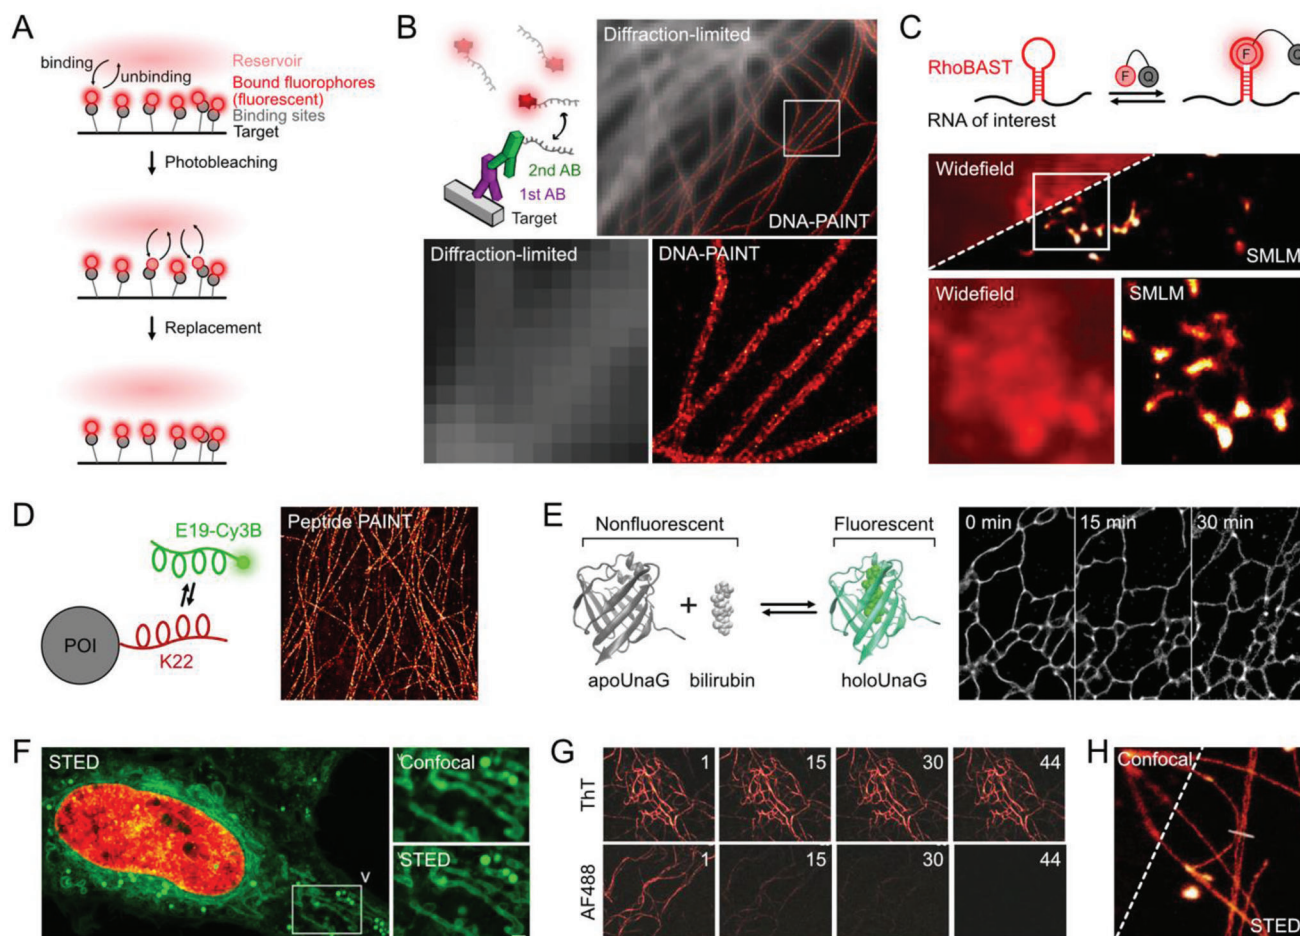 A
binding
unbinding
Reservoir
Bound fluorophores
(fluorescent)
Binding sites
Target
Photobleaching
Replacement
B
2nd AB
1st AB
Target
Diffraction-limited
DNA-PAINT
Diffraction-limited
DNA-PAINT
C
RhoBAST
F
Q
F
Q
RNA of interest
Widefield
SMLM
Widefield
SMLM
D
E19-Cy3B
POI
K22
Peptide PAINT
E
Nonfluorescent
Fluorescent
+
apoUnaG
bilirubin
holoUnaG
0 min
15 min
30 min
F
STED
V
Confocal
STED
G
ThT
1
15
30
44
AF488
1
15
30
44
H
Confocal
STED